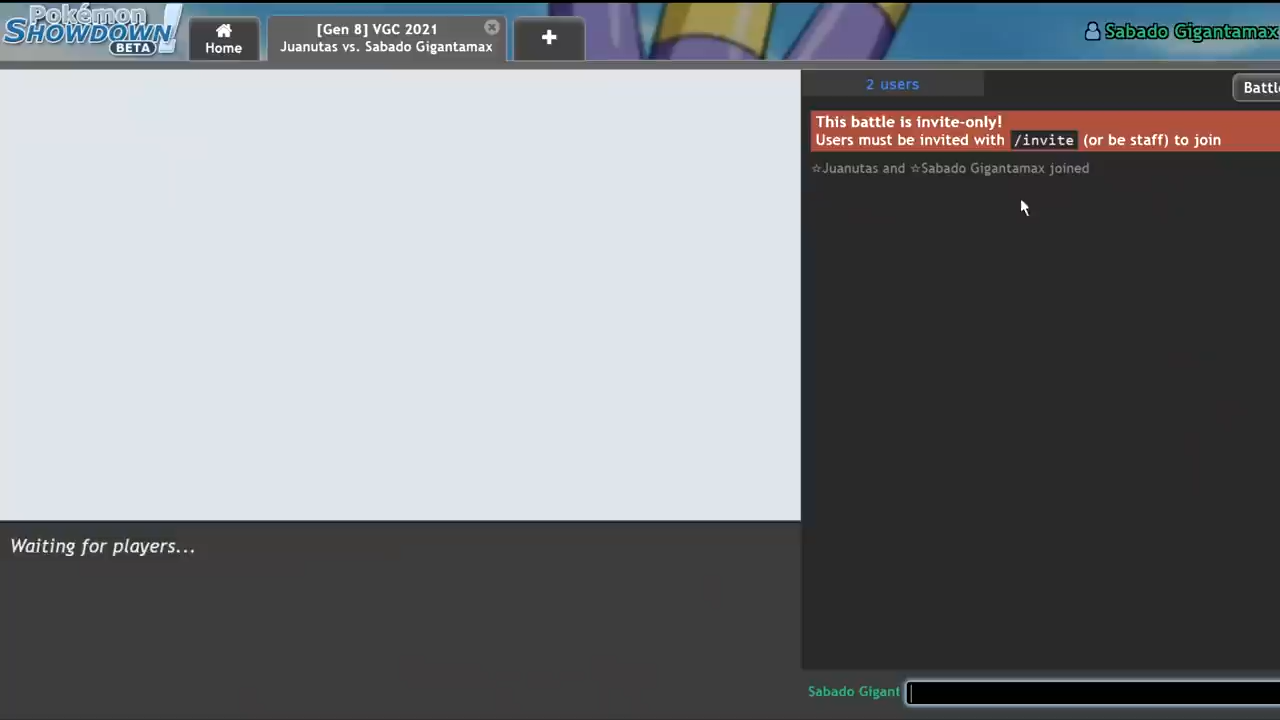 Pokémon
SHOWDOWN!
BETA
Home
[Gen 8] VGC 2021
Juanutas vs. Sabado Gigantamax
Sabado Gigantamax
2 users
Battle
This battle is invite-only!
Users must be invited with /invite (or be staff) to join
☆Juanutas and ☆Sabado Gigantamax joined
Waiting for players...
Sabado Gigant